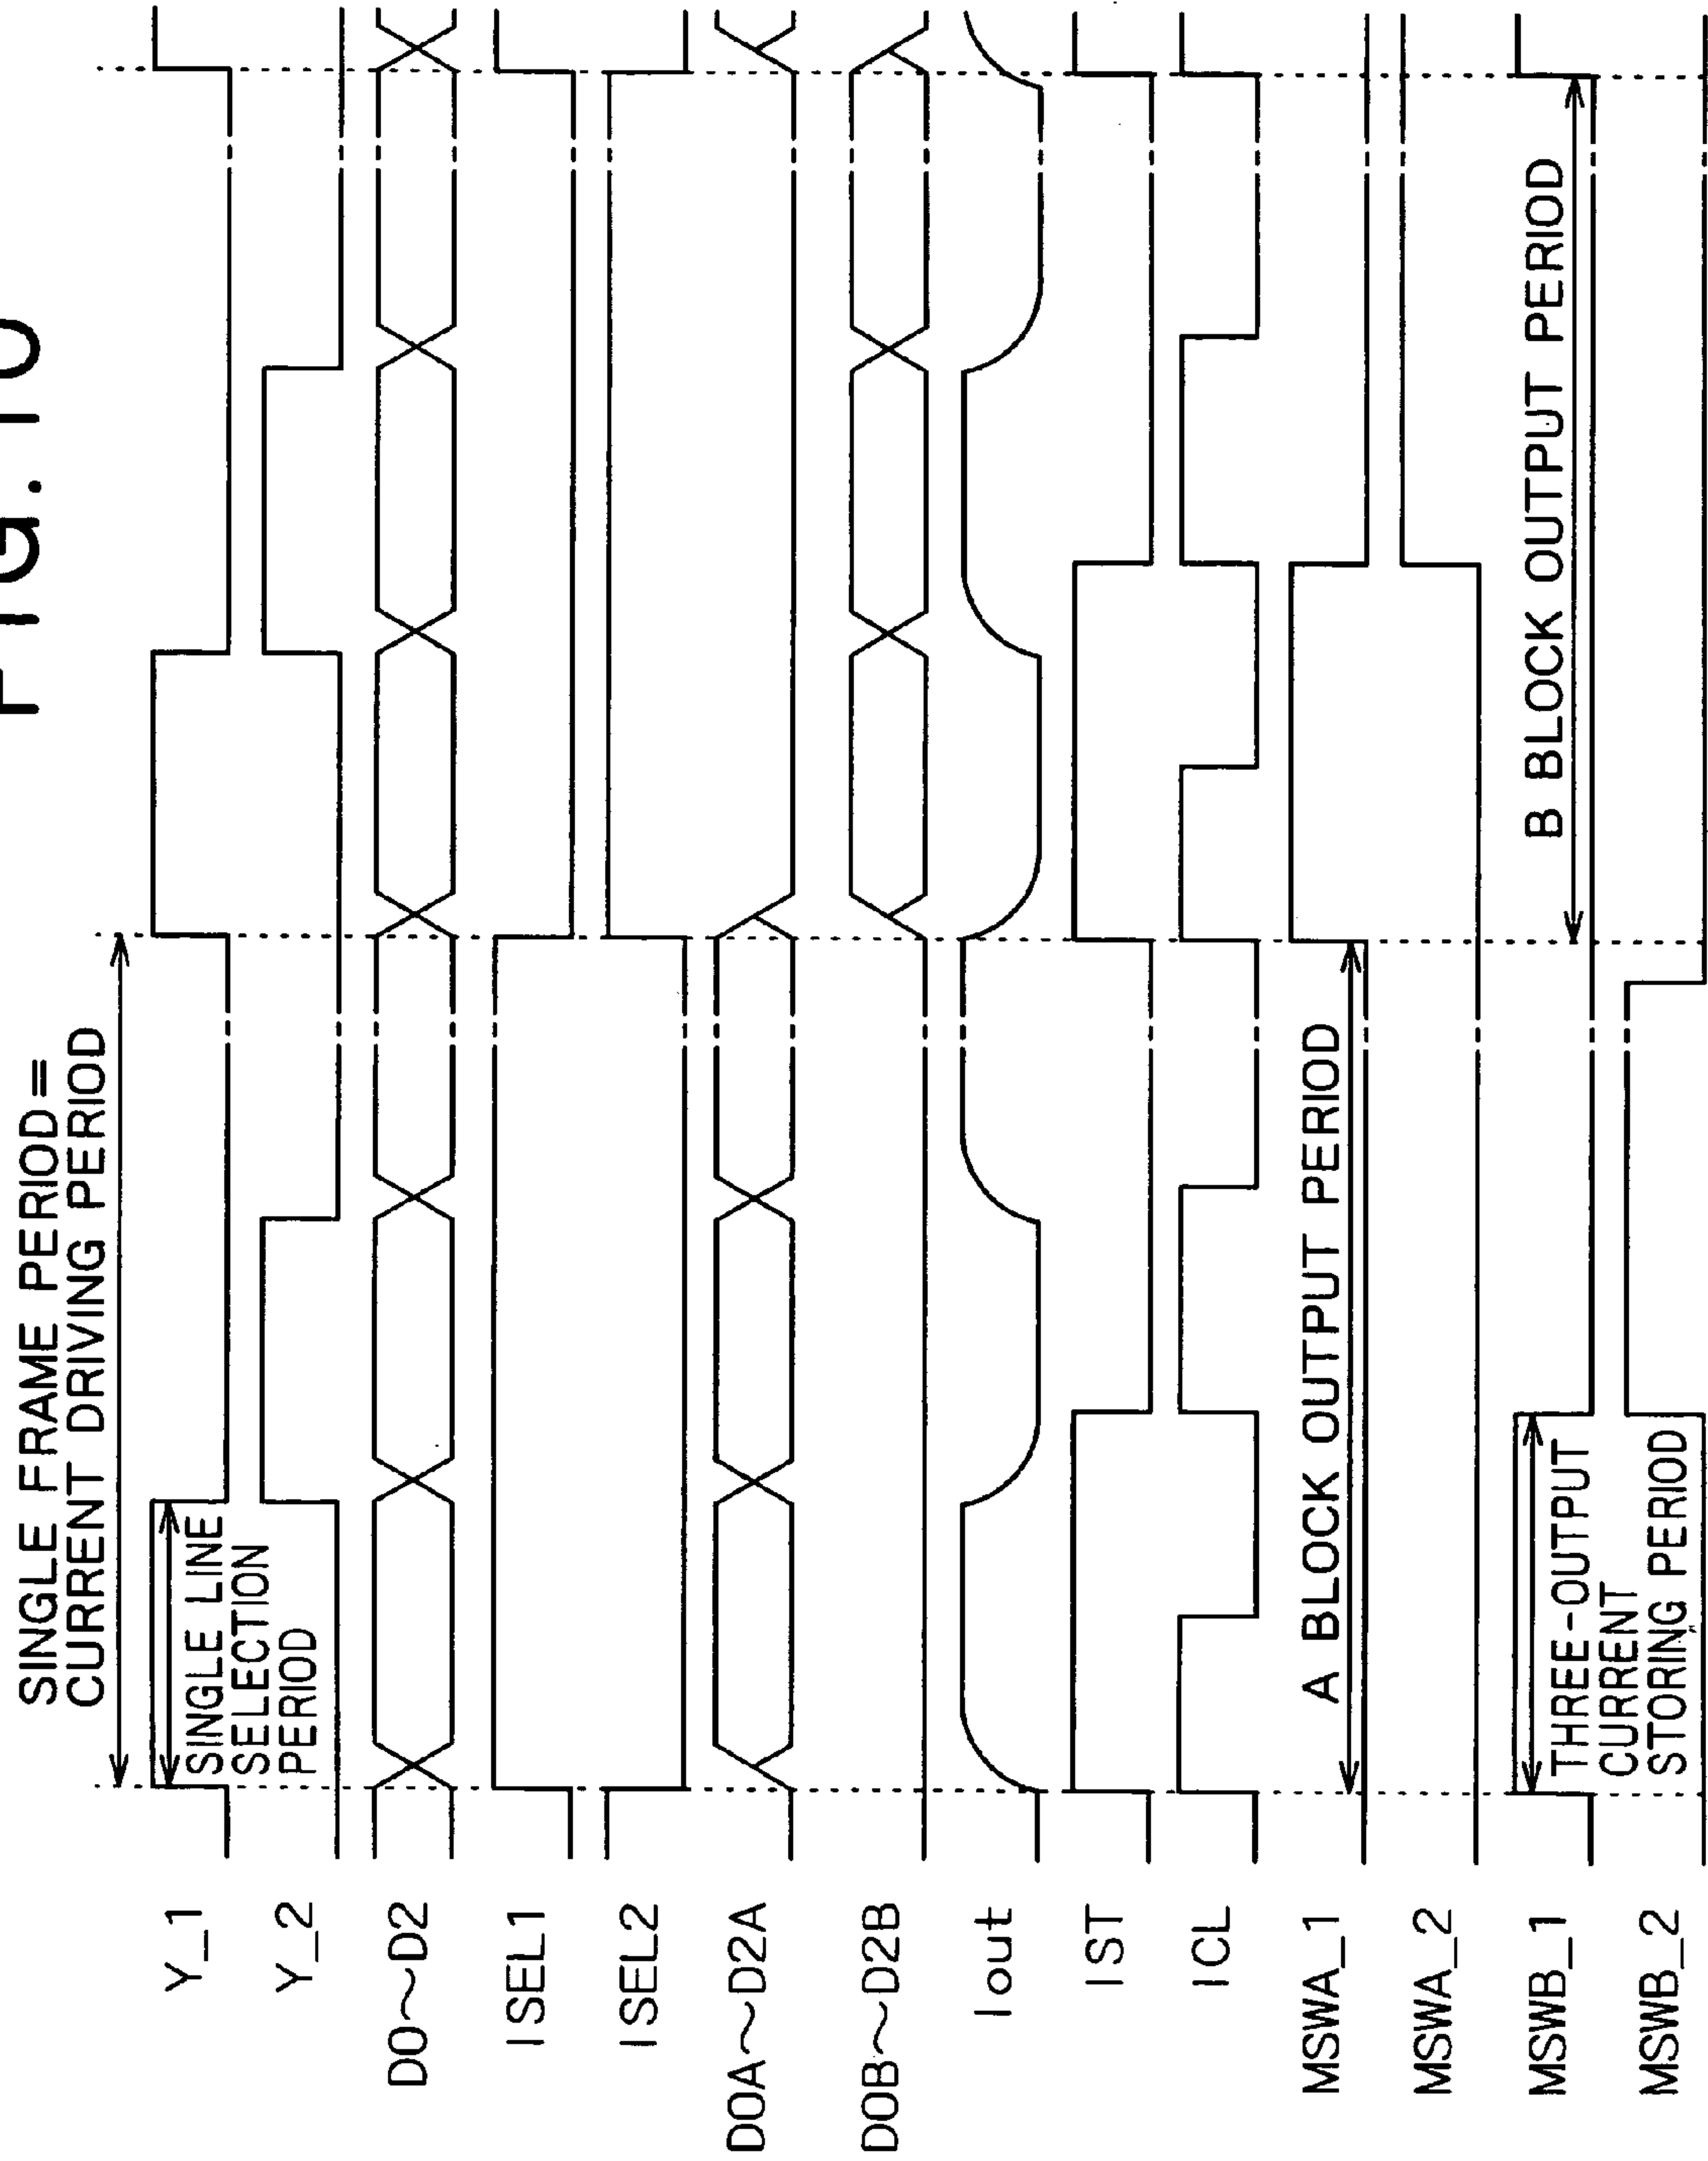 FIG. 10
SINGLE FRAME PERIOD=
CURRENT DRIVING PERIOD
Y_1
SINGLE LINE
SELECTION
PERIOD
Y_2
D0~D2
ISEL1
ISEL2
D0A~D2A
D0B~D2B
Iout
IST
ICL
MSWA_1
A BLOCK OUTPUT PERIOD
MSWA_2
MSWB_1
B BLOCK OUTPUT PERIOD
THREE-OUTPUT
CURRENT
STORING PERIOD
MSWB_2